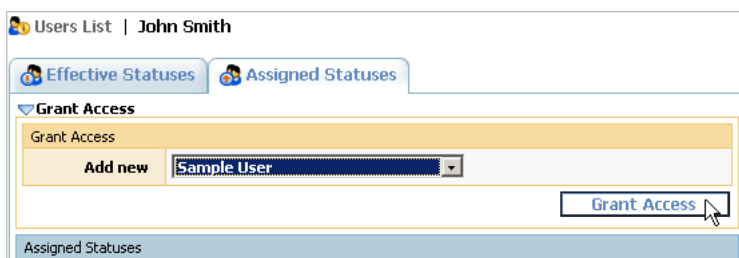 Users List | John Smith
Effective Statuses Assigned Statuses
Grant Access
Grant Access
Add new Sample User
Grant Access
Assigned Statuses